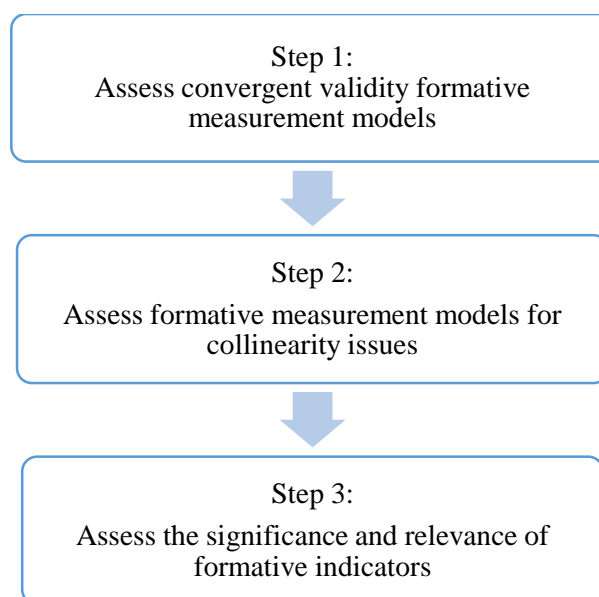 Step 1:
Assess convergent validity formative
measurement models
Step 2:
Assess formative measurement models for
collinearity issues
Step 3:
Assess the significance and relevance of
formative indicators